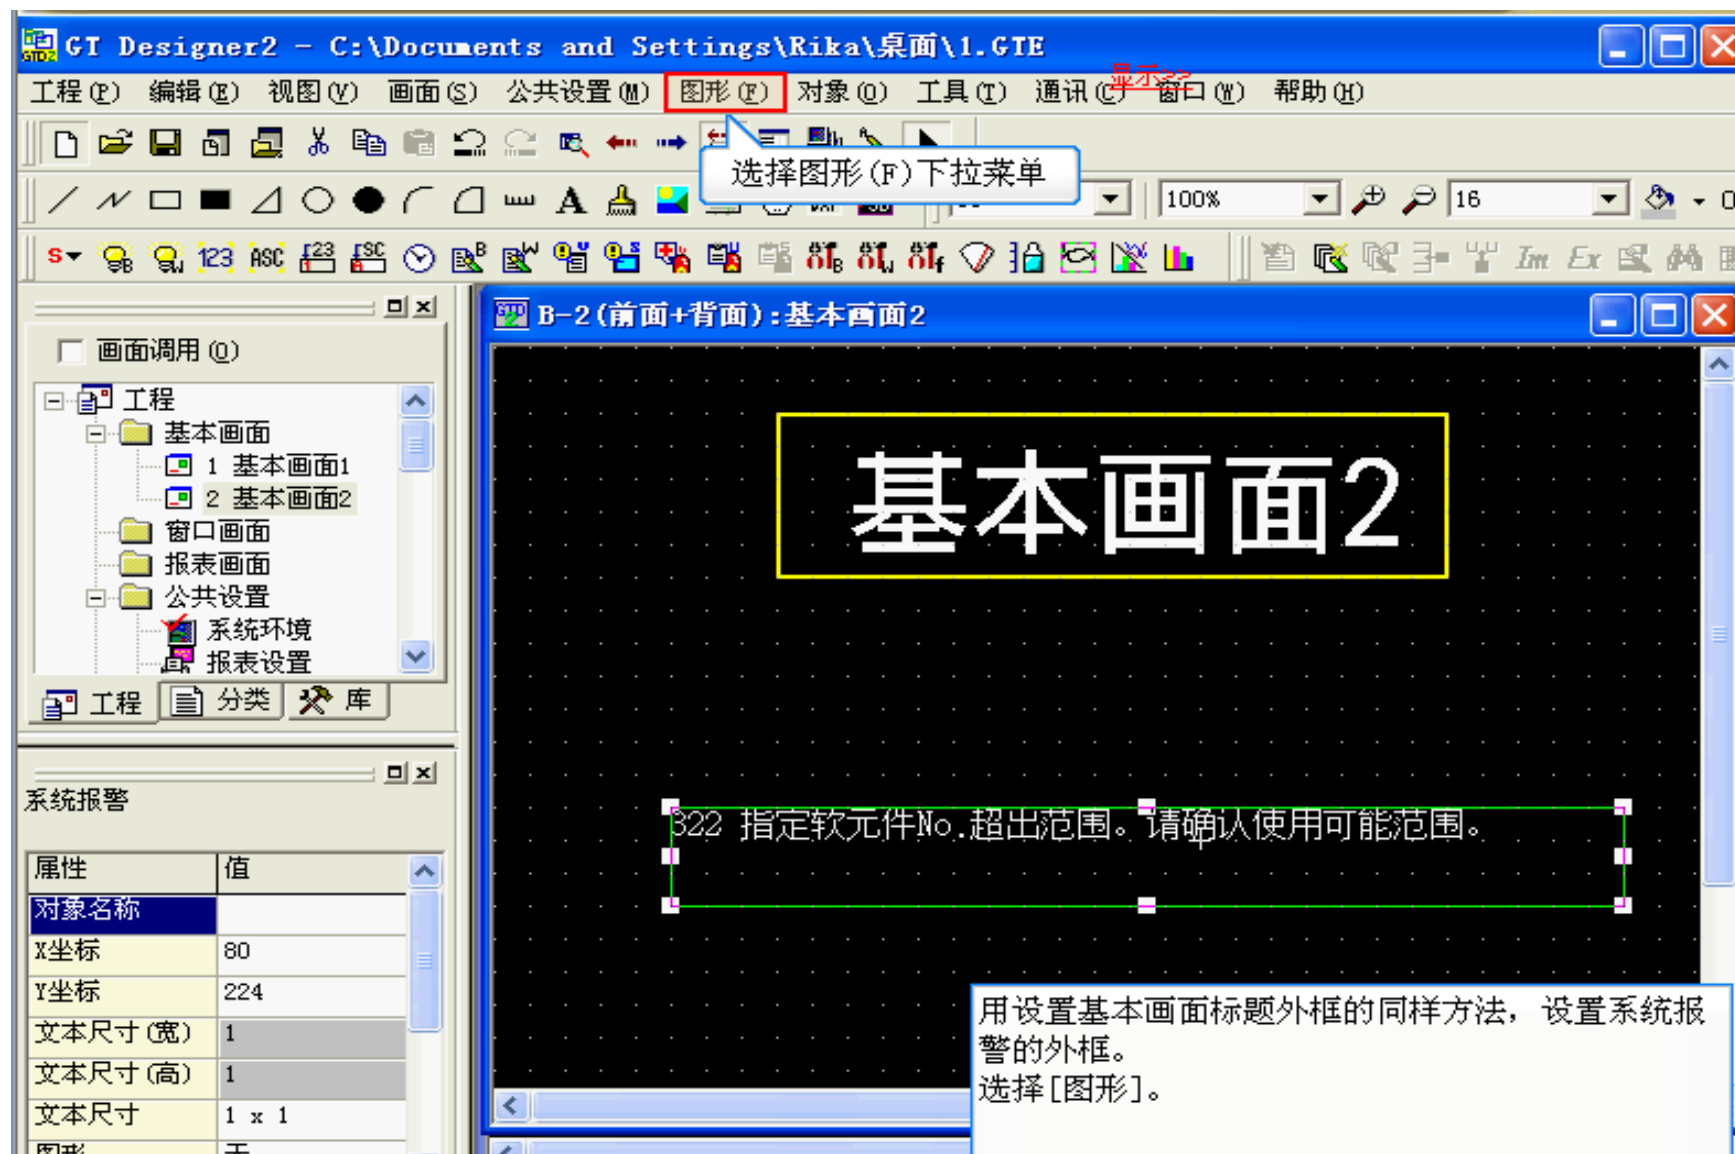 GT Designer2 - C:\Documents and Settings\Rika\桌面\1.GTE
工程(P) 编辑(E) 视图(V) 画面(S) 公共设置(M) 图形(F) 对象(O) 工具(T) 通讯(C) 窗口(W) 帮助(H)
显示>>
选择图形(F)下拉菜单
100%
16
S
123 ASC
B-2(前面+背面):基本画面2
画面调用(Q)
工程
基本画面
1 基本画面1
2 基本画面2
窗口画面
报表画面
公共设置
系统环境
报表设置
工程 分类 库
基本画面2
322 指定软元件No.超出范围。请确认使用可能范围。
系统报警
属性 值
对象名称
X坐标 80
Y坐标 224
文本尺寸(宽) 1
文本尺寸(高) 1
文本尺寸 1 x 1
图形 无
用设置基本画面标题外框的同样方法，设置系统报
警的外框。
选择[图形]。